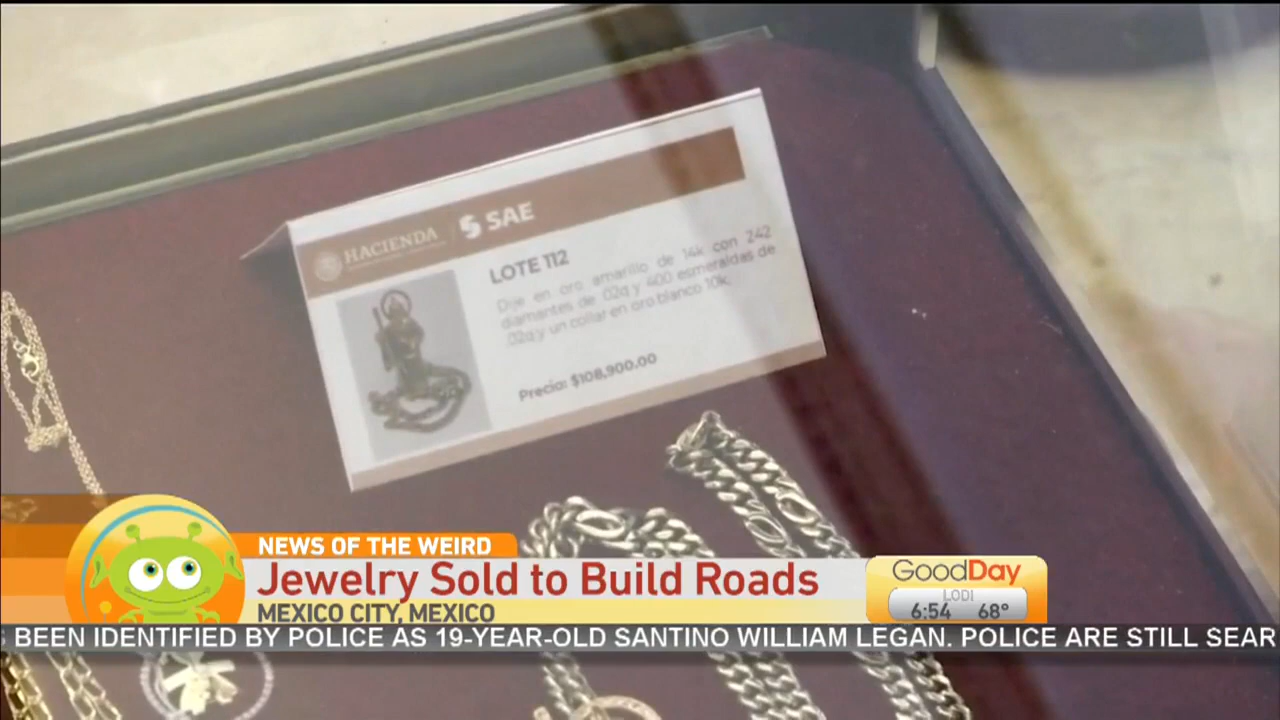 HACIENDA
SAE
LOTE 112
Dije en oro amarillo de 14k con 242
diamantes de .02q y 400 esmeraldas de
.02q y un collar en oro blanco 10k.
Precio: $108,900.00
NEWS OF THE WEIRD
Jewelry Sold to Build Roads
MEXICO CITY, MEXICO
GoodDay
LODI
6:54 68°
BEEN IDENTIFIED BY POLICE AS 19-YEAR-OLD SANTINO WILLIAM LEGAN. POLICE ARE STILL SEAR